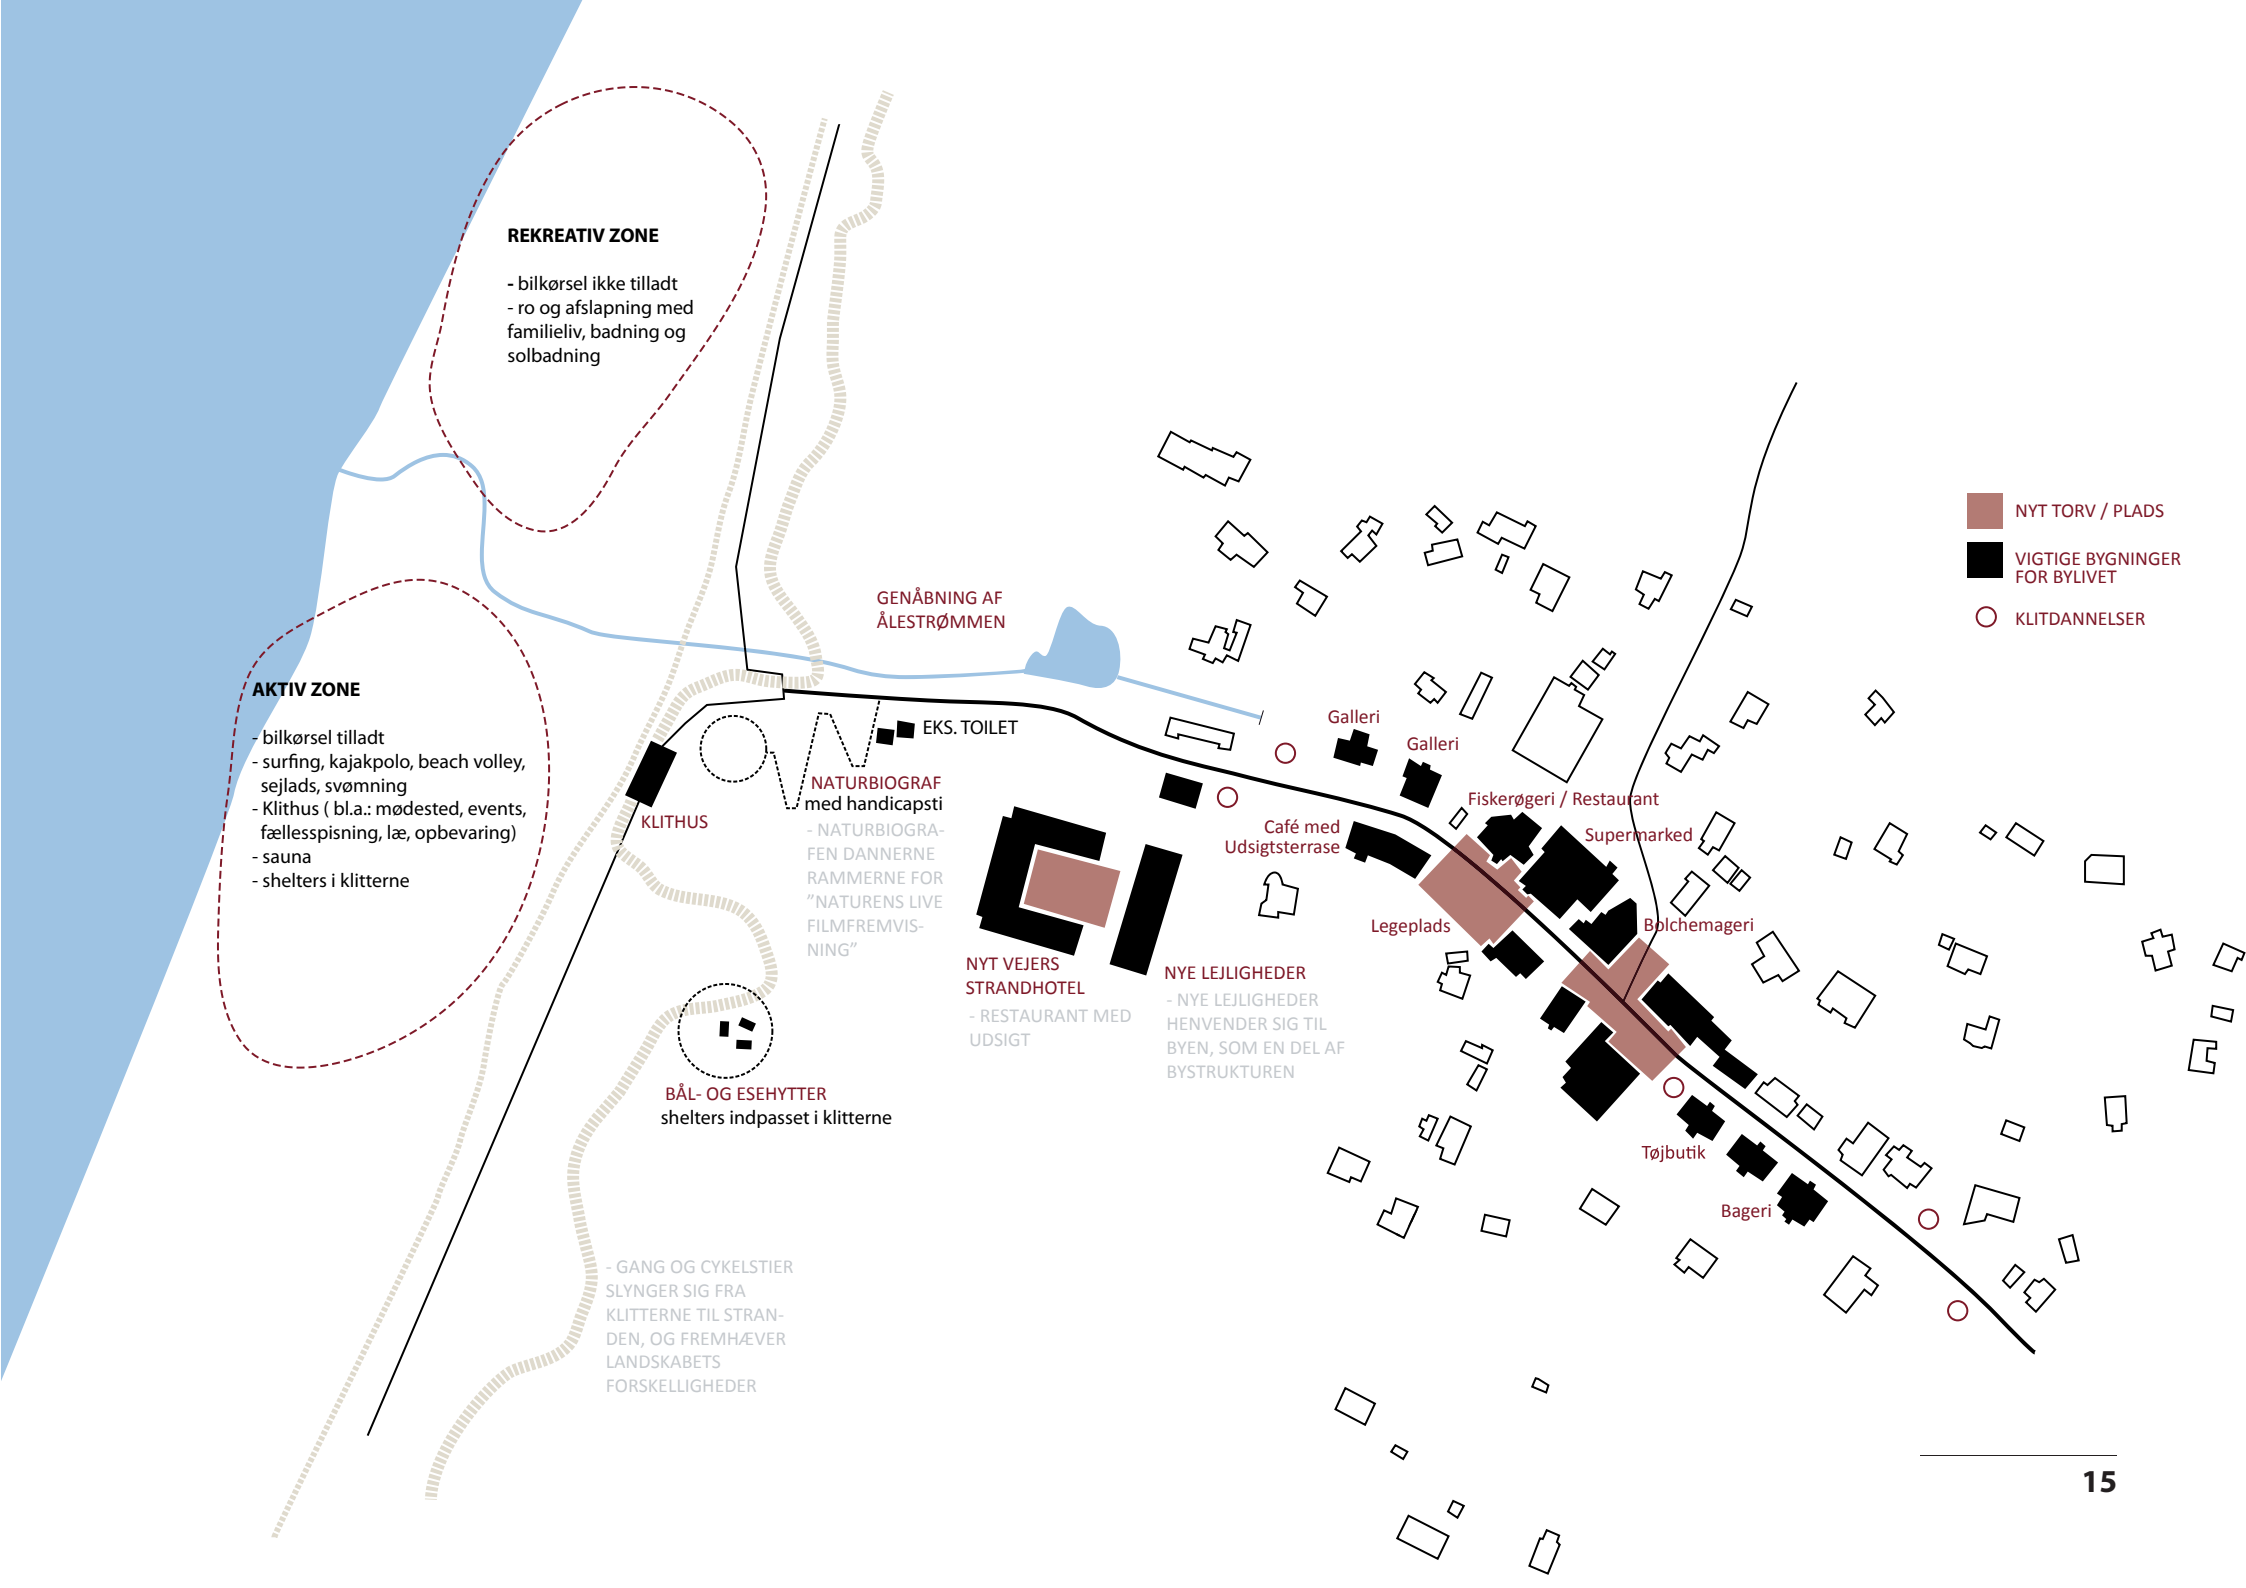 REKREATIV ZONE
- bilkørsel ikke tilladt
- ro og afslapning med
familieliv, badning og
solbadning
AKTIV ZONE
- bilkørsel tilladt
- surfing, kajakpolo, beach volley,
sejlads, svømning
- Klithus ( bl.a.: mødested, events,
fællesspisning, læ, opbevaring)
- sauna
- shelters i klitterne
GENÅBNING AF
ÅLESTRØMMEN
EKS. TOILET
KLITHUS
NATURBIOGRAF
med handicapsti
- NATURBIOGRA-
FEN DANNERNE
RAMMERNE FOR
”NATURENS LIVE
FILMFREMVIS-
NING”
NYT VEJERS
STRANDHOTEL
- RESTAURANT MED
UDSIGT
NYE LEJLIGHEDER
- NYE LEJLIGHEDER
HENVENDER SIG TIL
BYEN, SOM EN DEL AF
BYSTRUKTUREN
BÅL- OG ESEHYTTER
shelters indpasset i klitterne
- GANG OG CYKELSTIER
SLYNGER SIG FRA
KLITTERNE TIL STRAN-
DEN, OG FREMHÆVER
LANDSKABETS
FORSKELLIGHEDER
Galleri
Galleri
Fiskerøgeri / Restaurant
Café med
Udsigtsterrase
Supermarked
Legeplads
Bolchemageri
Tøjbutik
Bageri
NYT TORV / PLADS
VIGTIGE BYGNINGER
FOR BYLIVET
KLITDANNELSER
15